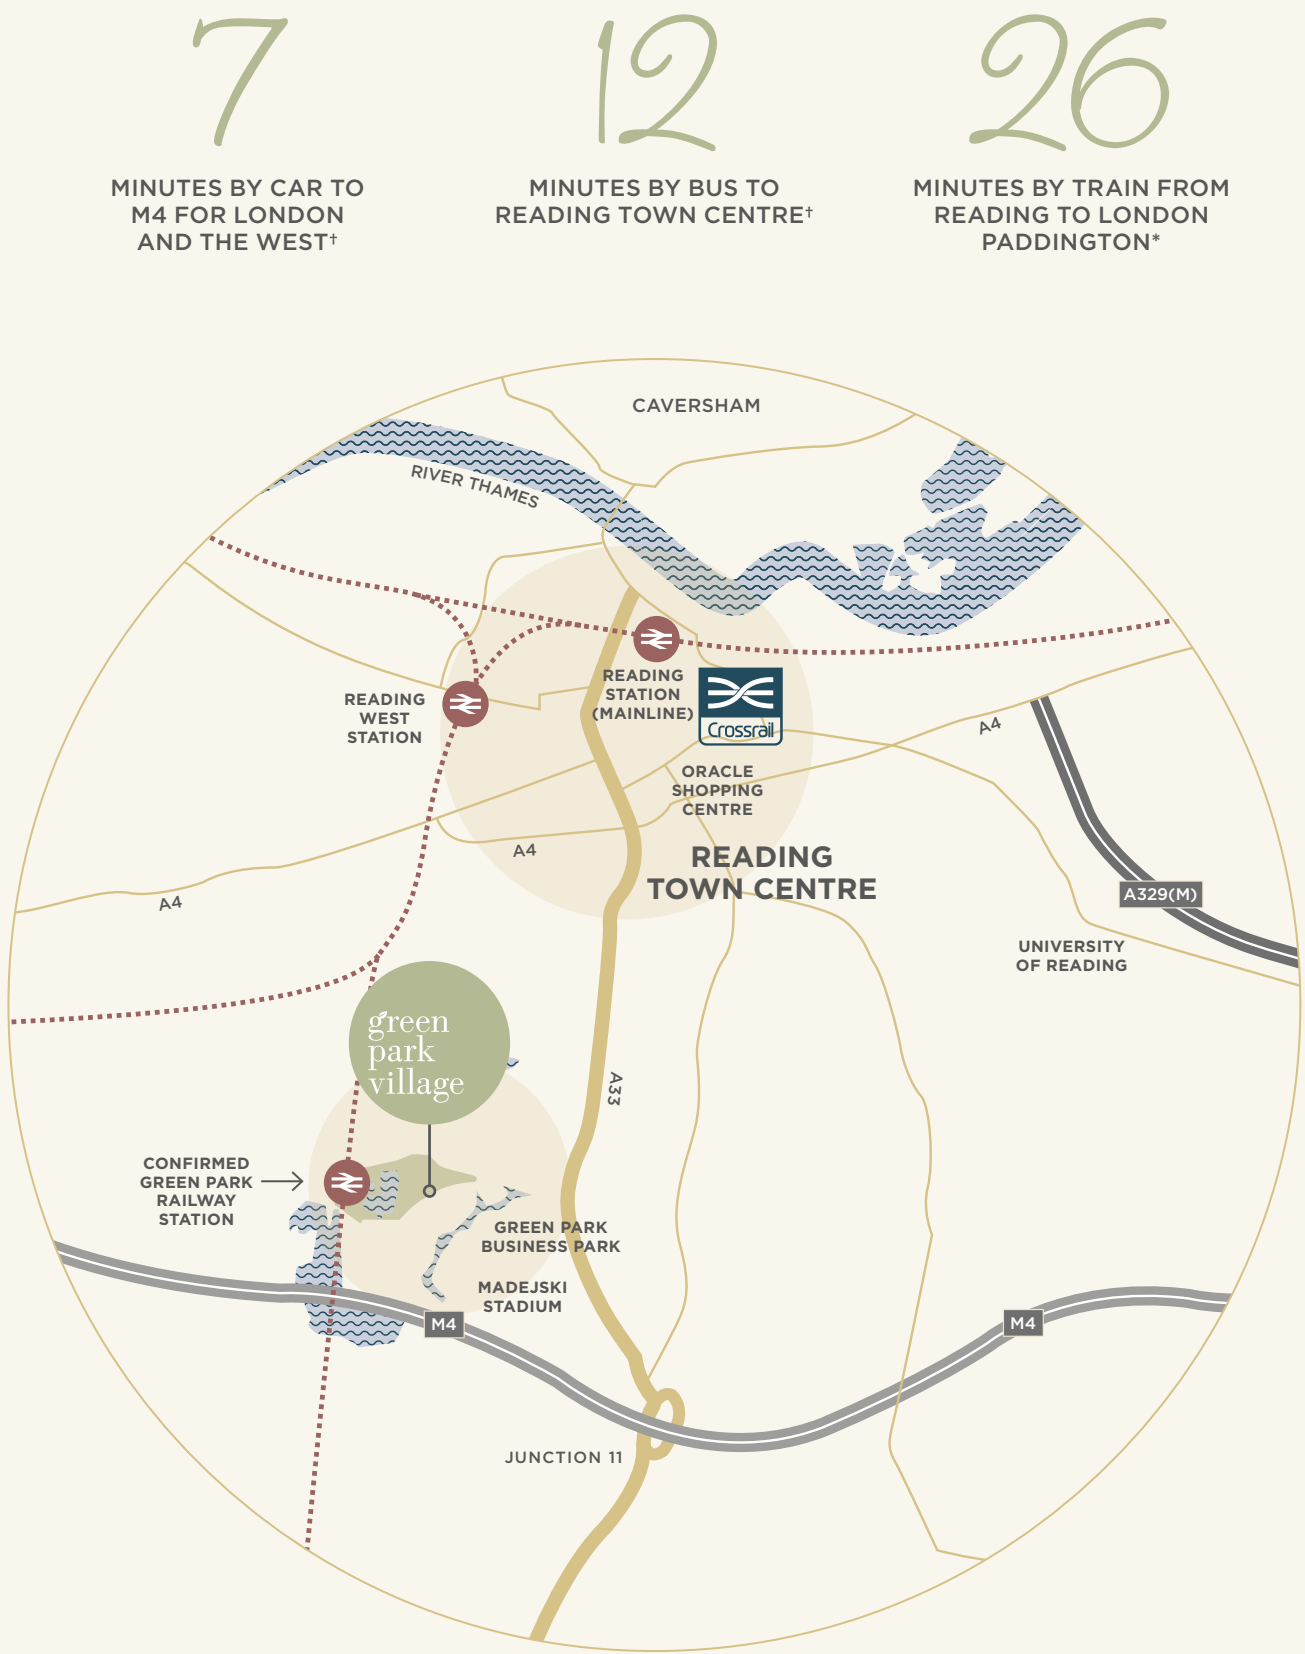 7
MINUTES BY CAR TO
M4 FOR LONDON
AND THE WEST†
12
MINUTES BY BUS TO
READING TOWN CENTRE†
26
MINUTES BY TRAIN FROM
READING TO LONDON
PADDINGTON*
CAVERSHAM
RIVER THAMES
READING
STATION
(MAINLINE)
READING
WEST
STATION
Crossrail
A4
ORACLE
SHOPPING
CENTRE
A4
READING
TOWN CENTRE
A329(M)
A4
UNIVERSITY
OF READING
green
park
village
A33
CONFIRMED
GREEN PARK
RAILWAY
STATION
GREEN PARK
BUSINESS PARK
MADEJSKI
STADIUM
M4
M4
JUNCTION 11